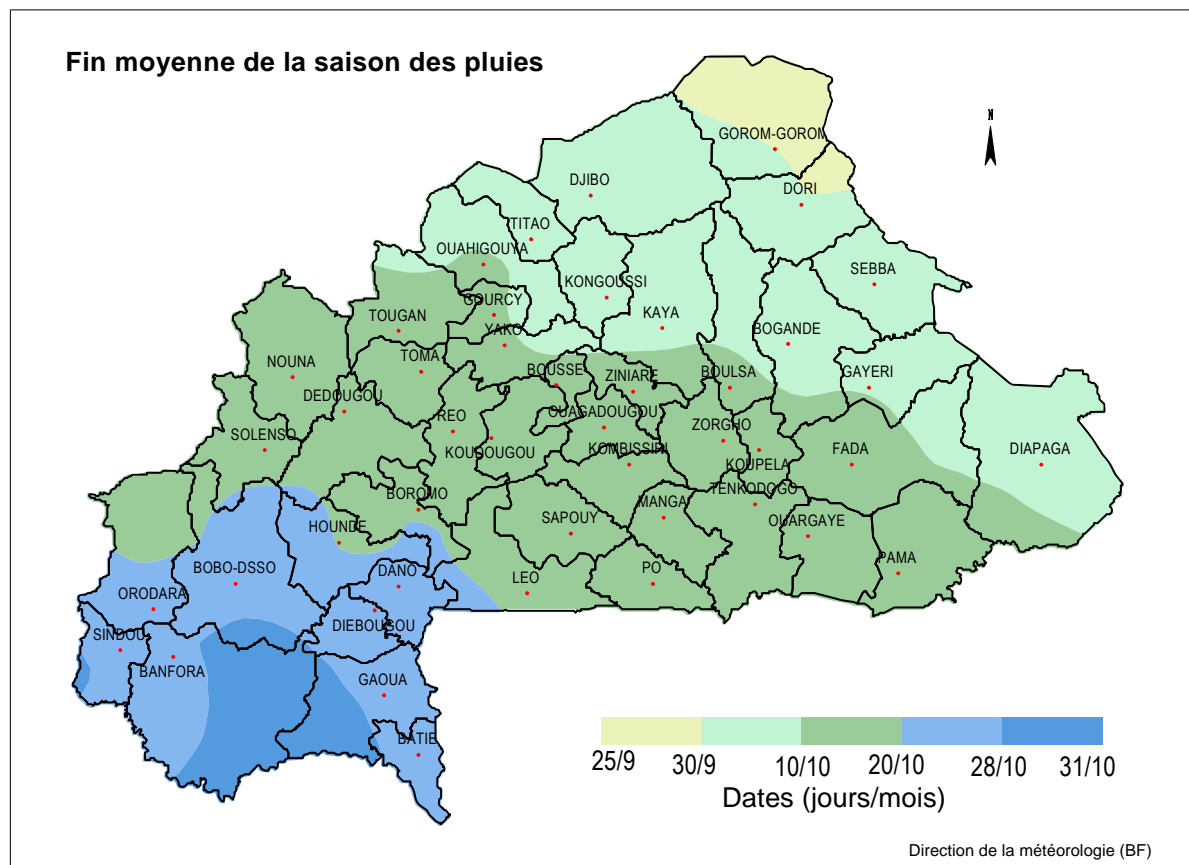 Fin moyenne de la saison des pluies
N
GOROM-GOROM
DJIBO
DORI
TITAO
OUAHIGOUYA
SEBBA
KONGOUSSI
GOURCY
KAYA
TOUGAN
YAKO
BOGANDE
NOUNA
TOMA
BOUSSE
ZINIARE
BOULSA
GAYERI
DEDOUGOU
REO
OUAGADOUGOU
SOLENSO
KOUDOUGOU
KOMBISSIRI
ZORGHO
KOUPELA
FADA
DIAPAGA
BOROMO
MANGA
TENKODOGO
HOUNDE
SAPOUY
OUARGAYE
BOBO-DSSO
DANO
LEO
PO
PAMA
ORODARA
DIEBOUGOU
SINDOU
BANFORA
GAOUA
BATIE
25/9 30/9 10/10 20/10 28/10 31/10
Dates (jours/mois)
Direction de la météorologie (BF)